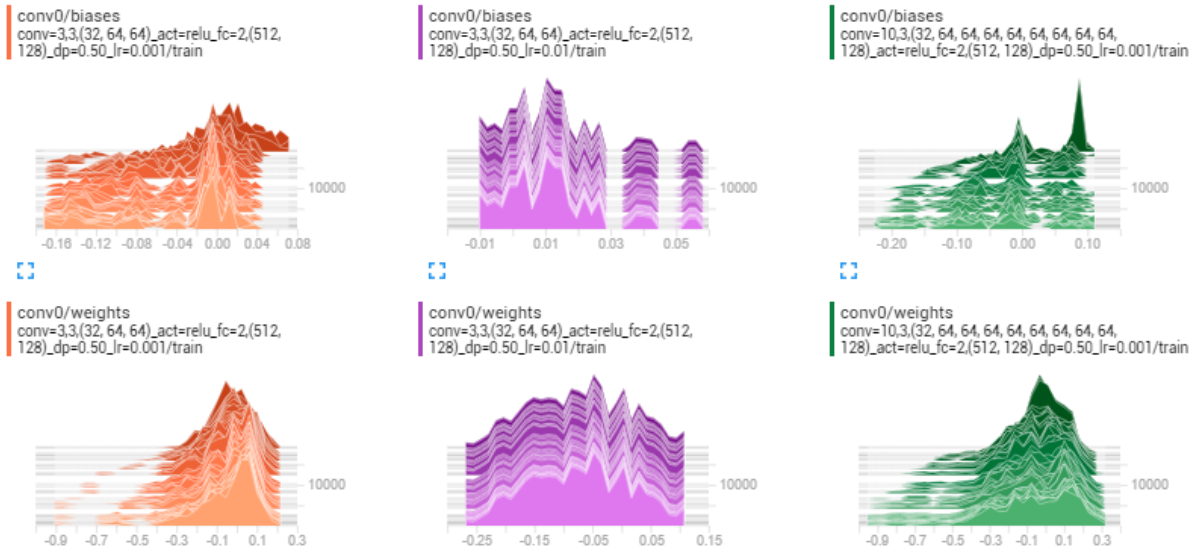 conv0/biases
conv=3,3,(32, 64, 64)_act=relu_fc=2,(512,
128)_dp=0.50_lr=0.001/train
10000
-0.16 -0.12 -0.08 -0.04 0.00 0.04 0.08
conv0/biases
conv=3,3,(32, 64, 64)_act=relu_fc=2,(512,
128)_dp=0.50_lr=0.01/train
10000
-0.01 0.01 0.03 0.05
conv0/biases
conv=10,3,(32, 64, 64, 64, 64, 64, 64, 64, 64,
128)_act=relu_fc=2,(512, 128)_dp=0.50_lr=0.001/train
10000
-0.20 -0.10 0.00 0.10
conv0/weights
conv=3,3,(32, 64, 64)_act=relu_fc=2,(512,
128)_dp=0.50_lr=0.001/train
10000
-0.9 -0.7 -0.5 -0.3 -0.1 0.1 0.3
conv0/weights
conv=3,3,(32, 64, 64)_act=relu_fc=2,(512,
128)_dp=0.50_lr=0.01/train
10000
-0.25 -0.15 -0.05 0.05 0.15
conv0/weights
conv=10,3,(32, 64, 64, 64, 64, 64, 64, 64, 64,
128)_act=relu_fc=2,(512, 128)_dp=0.50_lr=0.001/train
10000
-0.9 -0.7 -0.5 -0.3 -0.1 0.1 0.3